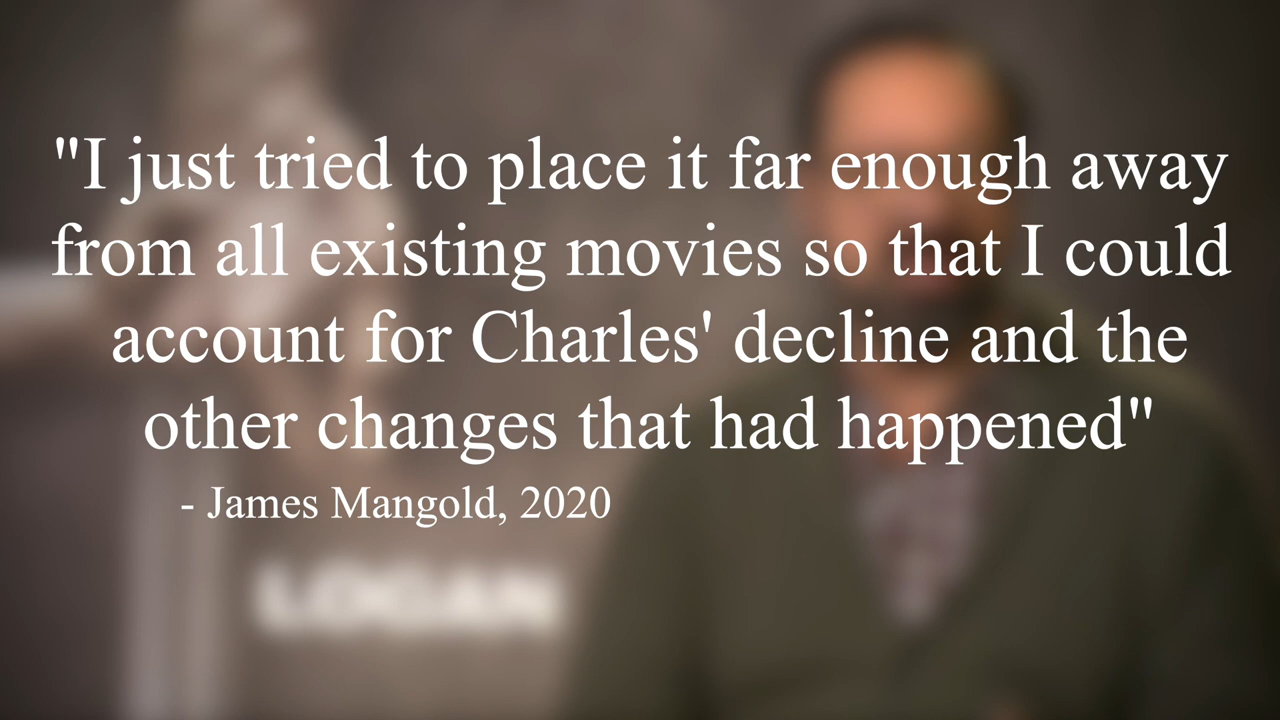 "I just tried to place it far enough away
from all existing movies so that I could
account for Charles' decline and the
other changes that had happened"
- James Mangold, 2020
LOGAN